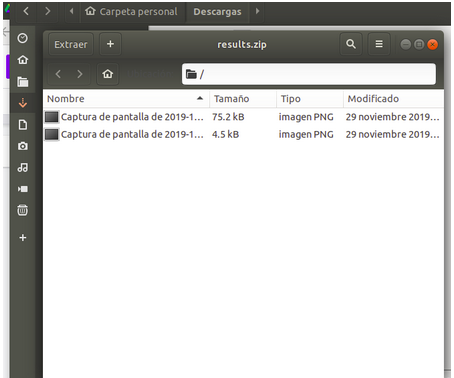 Carpeta personal Descargas
Extraer + results.zip
/
Nombre Tamaño Tipo Modificado
Captura de pantalla de 2019-1... 75.2 kB imagen PNG 29 noviembre 2019...
Captura de pantalla de 2019-1... 4.5 kB imagen PNG 29 noviembre 2019...